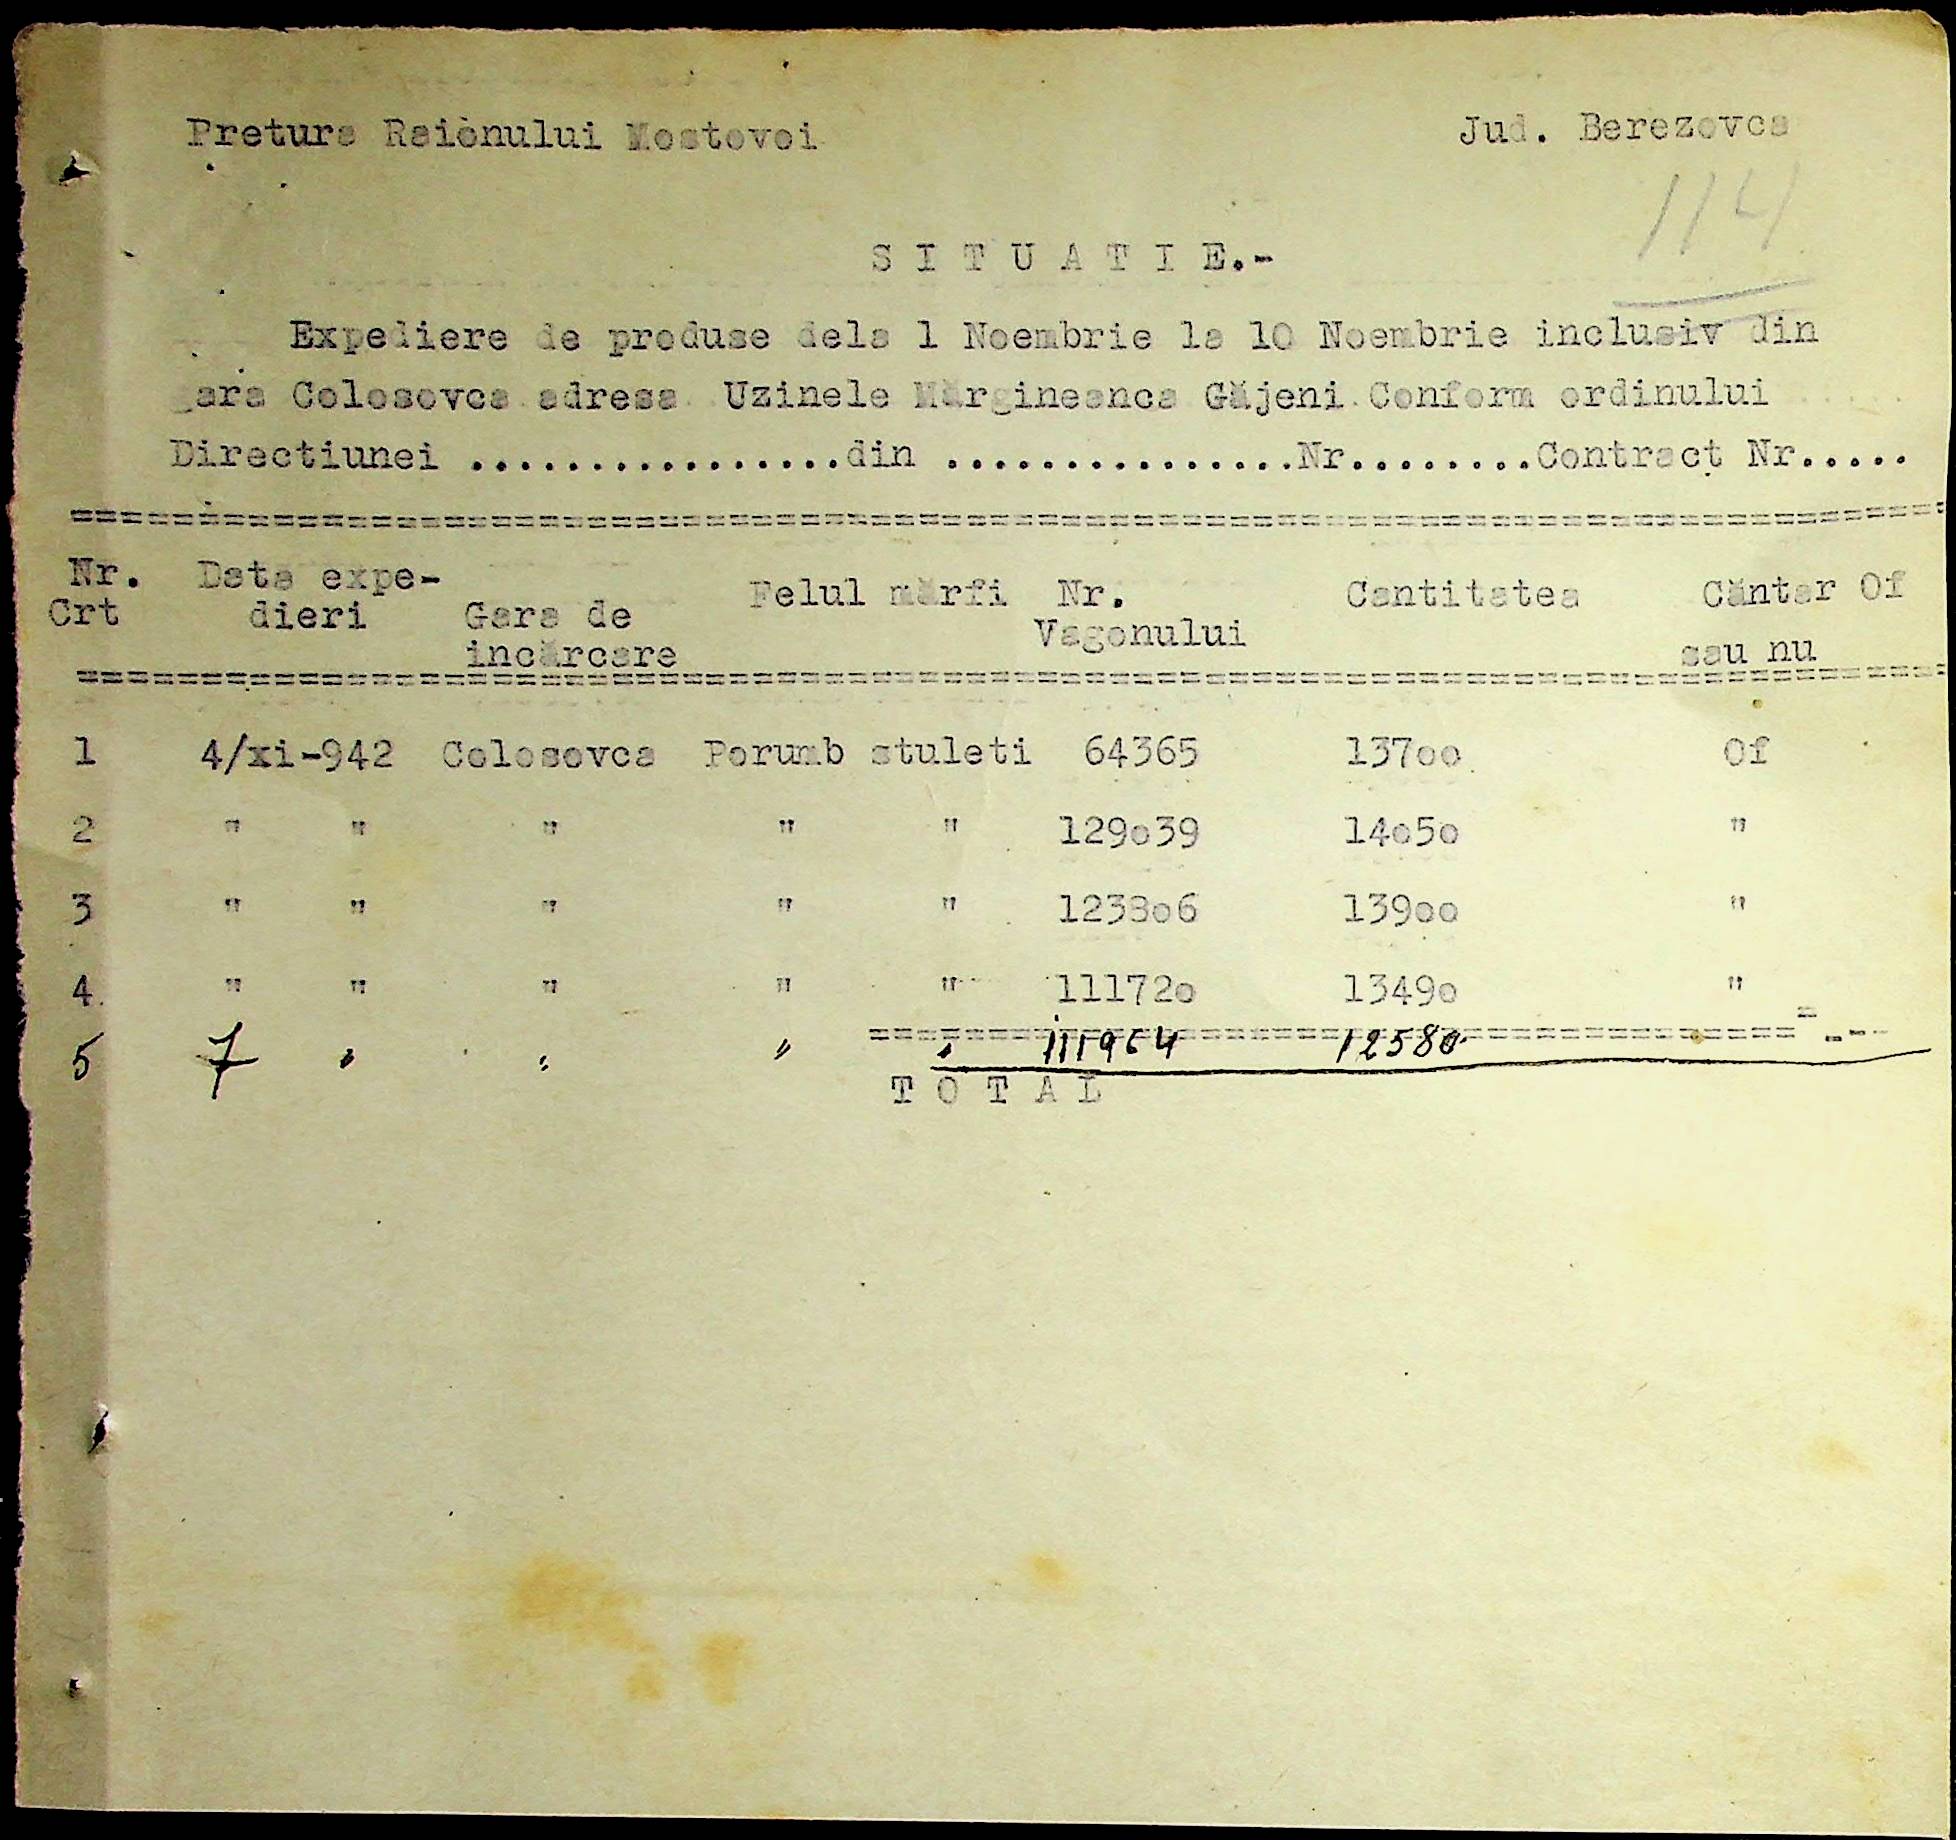 Pretura Raionului Mostovoi
Jud. Berezovca
114
S I T U A T I E.-
Expediere de produse dela 1 Noembrie la 10 Noembrie inclusiv din
gara Colosovca adresa Uzinele Mărgineanca Găjeni Conform ordinului
Directiunei ................din ...............Nr........Contract Nr.....
Nr. Crt Data expe-dieri Gara de incărcare Felul mărfi Nr. Vagonului Cantitatea Căntar Of sau nu
1 4/xi-942 Colosovca Porumb stuleti 64365 137oo Of
2 " " " " " 129o39 14o5o "
3 " " " " " 1238o6 139oo "
4. " " " " " 11172o 1349o "
5 7 " " " " 111964 12580
T O T A L